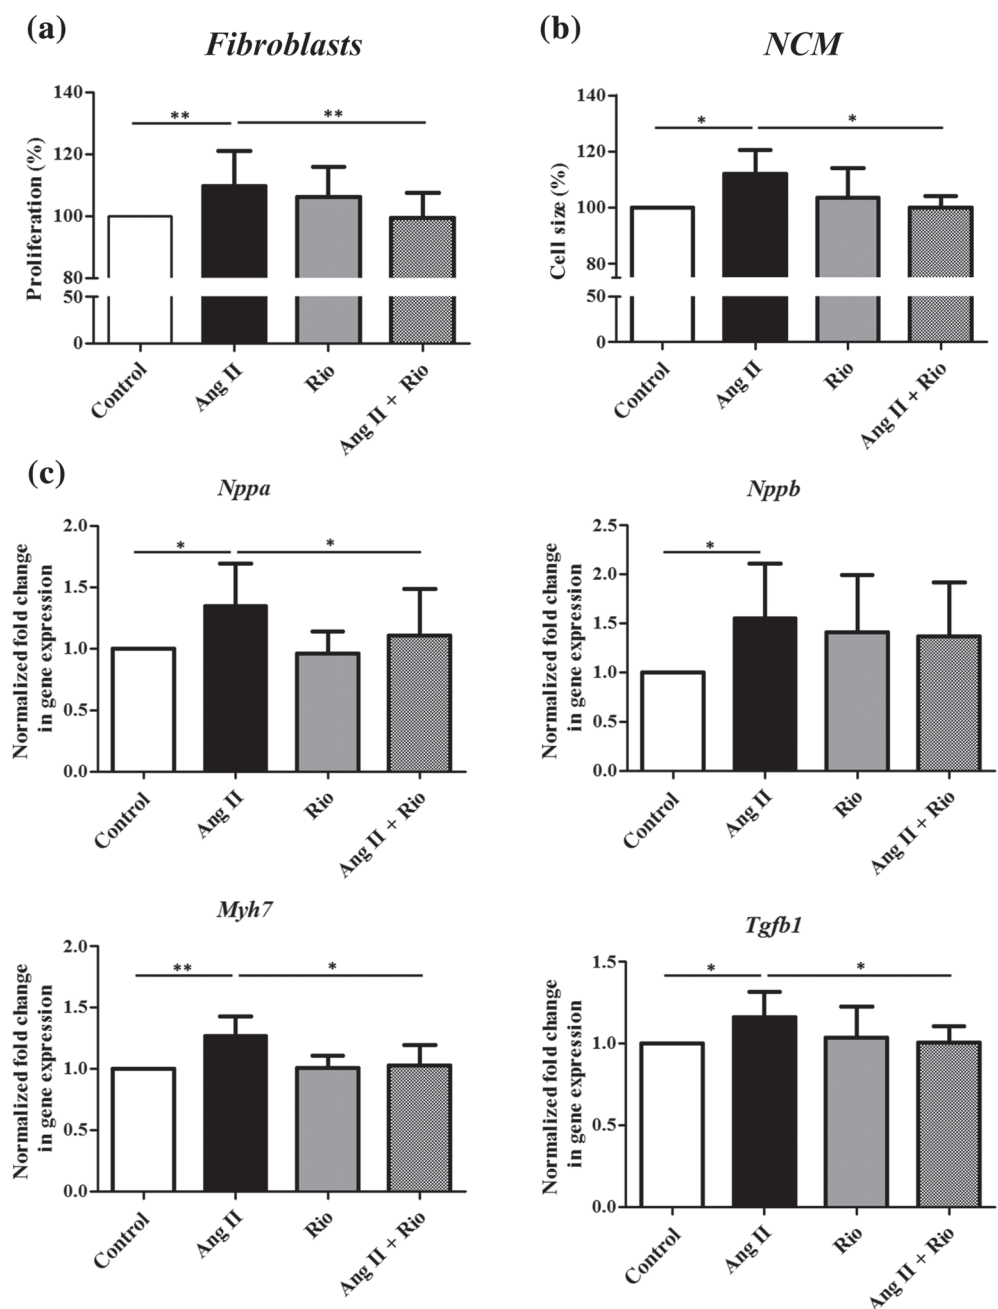 (a)
Fibroblasts
Proliferation (%)
140
120
100
80
50
0
**
**
Control
Ang II
Rio
Ang II + Rio
(b)
NCM
Cell size (%)
140
120
100
80
50
0
*
*
Control
Ang II
Rio
Ang II + Rio
(c)
Nppa
Normalized fold change
in gene expression
2.0
1.5
1.0
0.5
0.0
*
*
Control
Ang II
Rio
Ang II + Rio
Nppb
Normalized fold change
in gene expression
2.5
2.0
1.5
1.0
0.5
0.0
*
Control
Ang II
Rio
Ang II + Rio
Myh7
Normalized fold change
in gene expression
2.0
1.5
1.0
0.5
0.0
**
*
Control
Ang II
Rio
Ang II + Rio
Tgfb1
Normalized fold change
in gene expression
1.5
1.0
0.5
0.0
*
*
Control
Ang II
Rio
Ang II + Rio